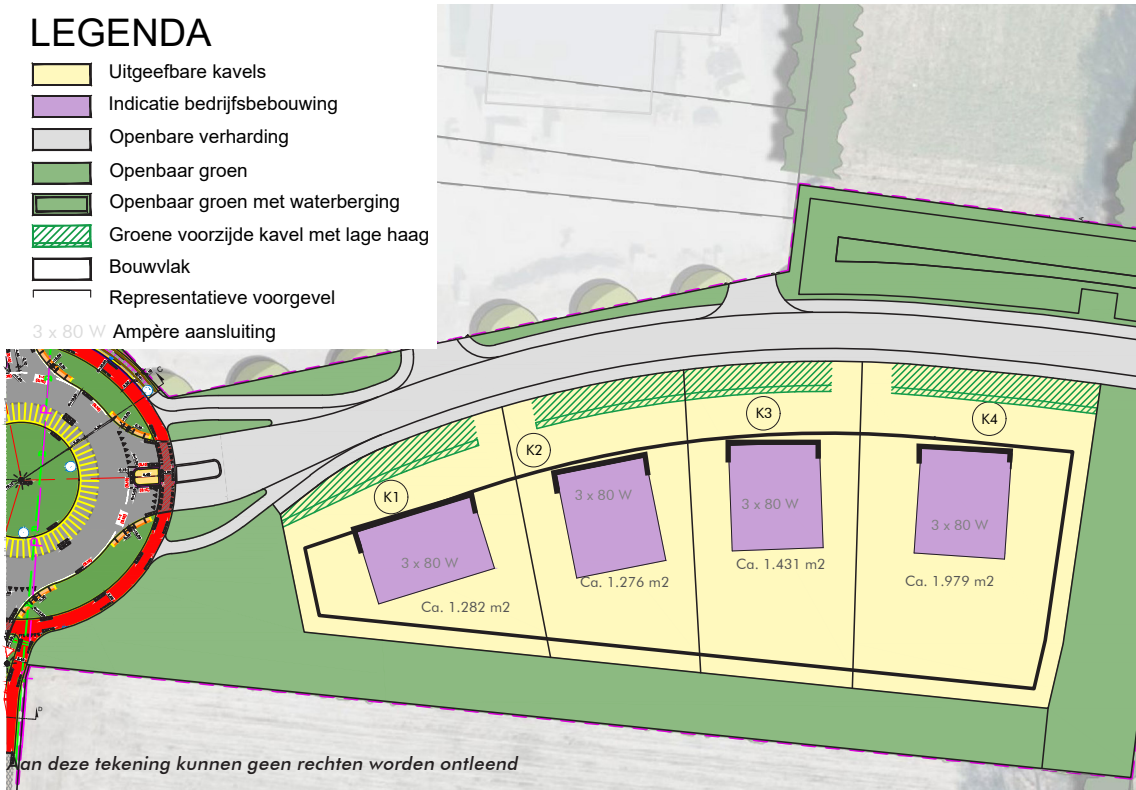 LEGENDA
Uitgeefbare kavels
Indicatie bedrijfsbebouwing
Openbare verharding
Openbaar groen
Openbaar groen met waterberging
Groene voorzijde kavel met lage haag
Bouwvlak
Representatieve voorgevel
3 x 80 W Ampère aansluiting
K1
K2
K3
K4
3 x 80 W
3 x 80 W
3 x 80 W
3 x 80 W
Ca. 1.282 m2
Ca. 1.276 m2
Ca. 1.431 m2
Ca. 1.979 m2
Aan deze tekening kunnen geen rechten worden ontleend